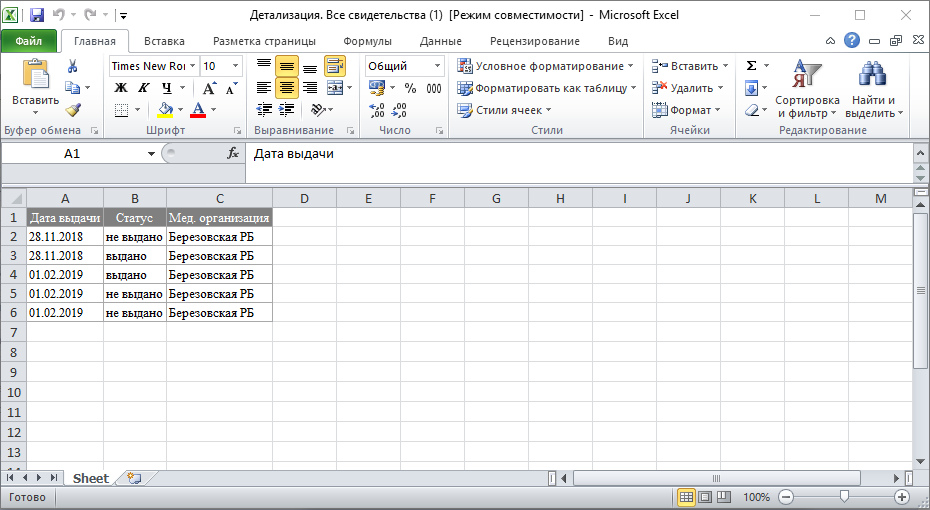 Детализация. Все свидетельства (1) [Режим совместимости] - Microsoft Excel
Файл Главная Вставка Разметка страницы Формулы Данные Рецензирование Вид
Times New Ror 10 Общий Условное форматирование Вставить Σ
Вставить Ж К Ч A A % 000 Форматировать как таблицу Удалить Сортировка и фильтр Найти и выделить
Стили ячеек Формат
Буфер обмена Шрифт Выравнивание Число Стили Ячейки Редактирование
A1 fx Дата выдачи
A B C D E F G H I J K L M
1 Дата выдачи Статус Мед. организация
2 28.11.2018 не выдано Березовская РБ
3 28.11.2018 выдано Березовская РБ
4 01.02.2019 выдано Березовская РБ
5 01.02.2019 не выдано Березовская РБ
6 01.02.2019 не выдано Березовская РБ
7
8
9
10
11
12
13
Sheet
Готово 100%